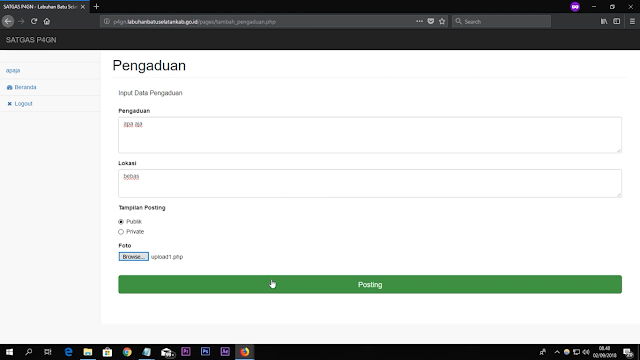 SATGAS P4GN - Labuhan Batu Selat
p4gn.labuhanbatuselatankab.go.id/pages/tambah_pengaduan.php
Search
SATGAS P4GN
apaja
Beranda
Logout
Pengaduan
Input Data Pengaduan
Pengaduan
apa aja
Lokasi
bebas
Tampilan Posting
Publik
Private
Foto
Browse... upload1.php
Posting
08.48
02/09/2018